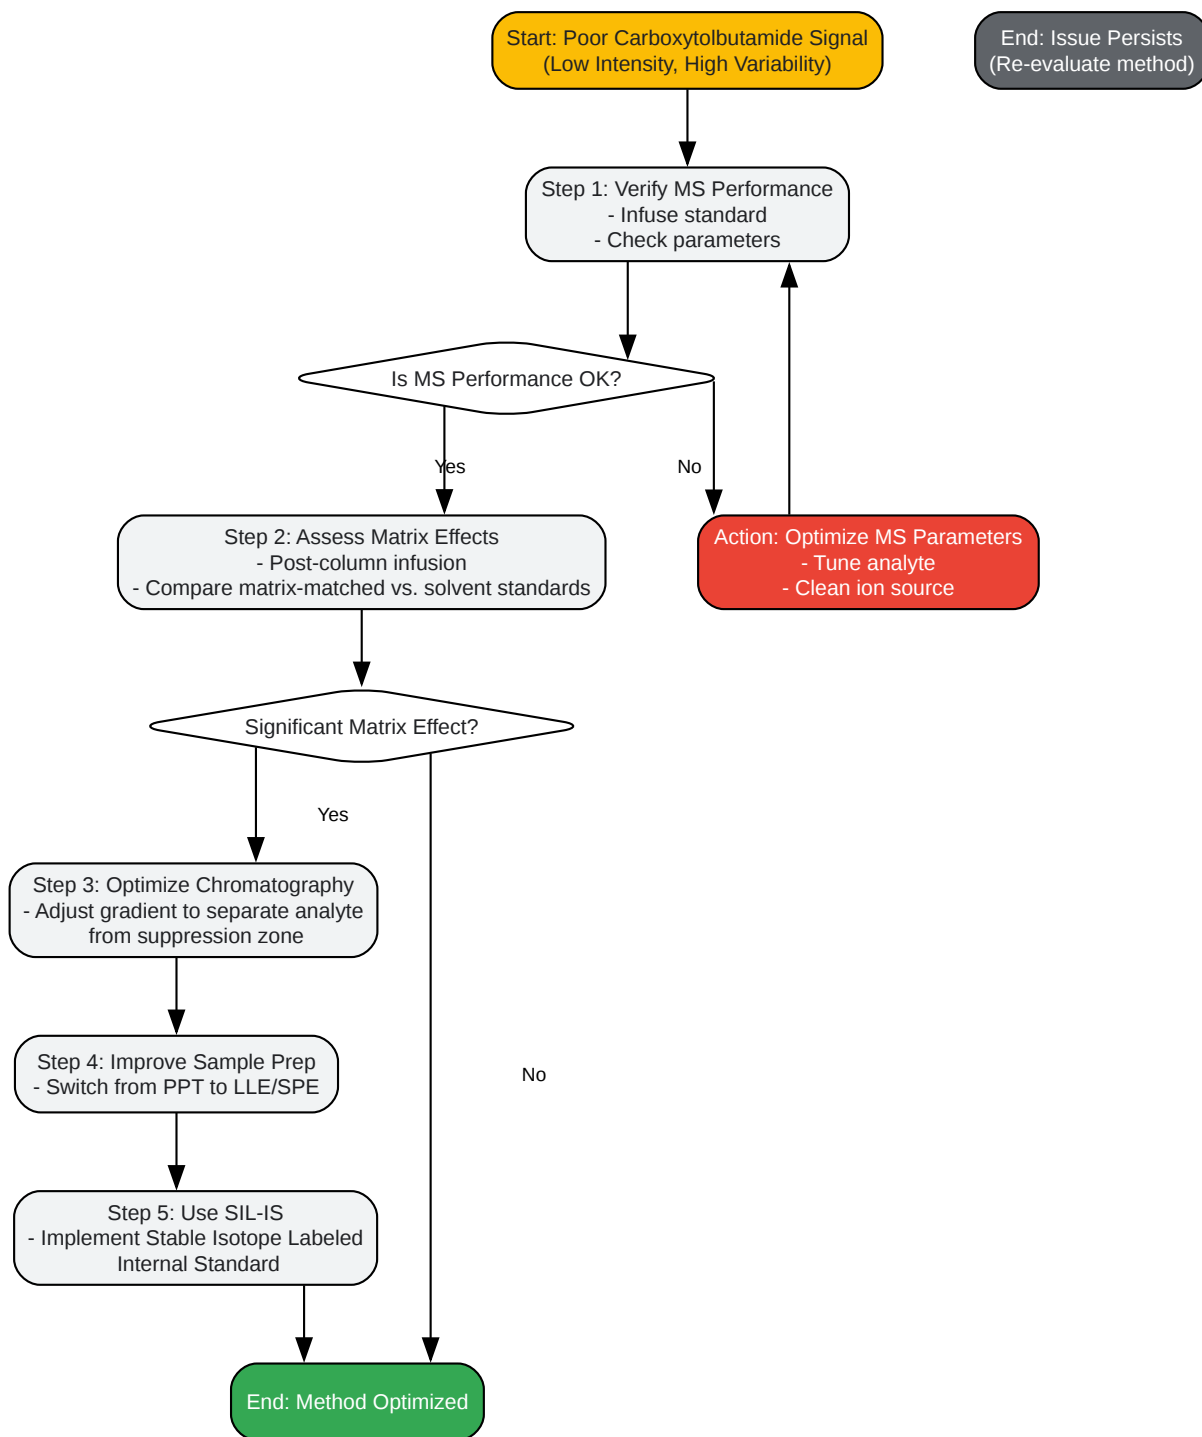 Start: Poor Carboxytolbutamide Signal
(Low Intensity, High Variability)
End: Issue Persists
(Re-evaluate method)
Step 1: Verify MS Performance
- Infuse standard
- Check parameters
Is MS Performance OK?
Yes
No
Step 2: Assess Matrix Effects
- Post-column infusion
- Compare matrix-matched vs. solvent standards
Action: Optimize MS Parameters
- Tune analyte
- Clean ion source
Significant Matrix Effect?
Yes
Step 3: Optimize Chromatography
- Adjust gradient to separate analyte
from suppression zone
Step 4: Improve Sample Prep
- Switch from PPT to LLE/SPE
No
Step 5: Use SIL-IS
- Implement Stable Isotope Labeled
Internal Standard
End: Method Optimized